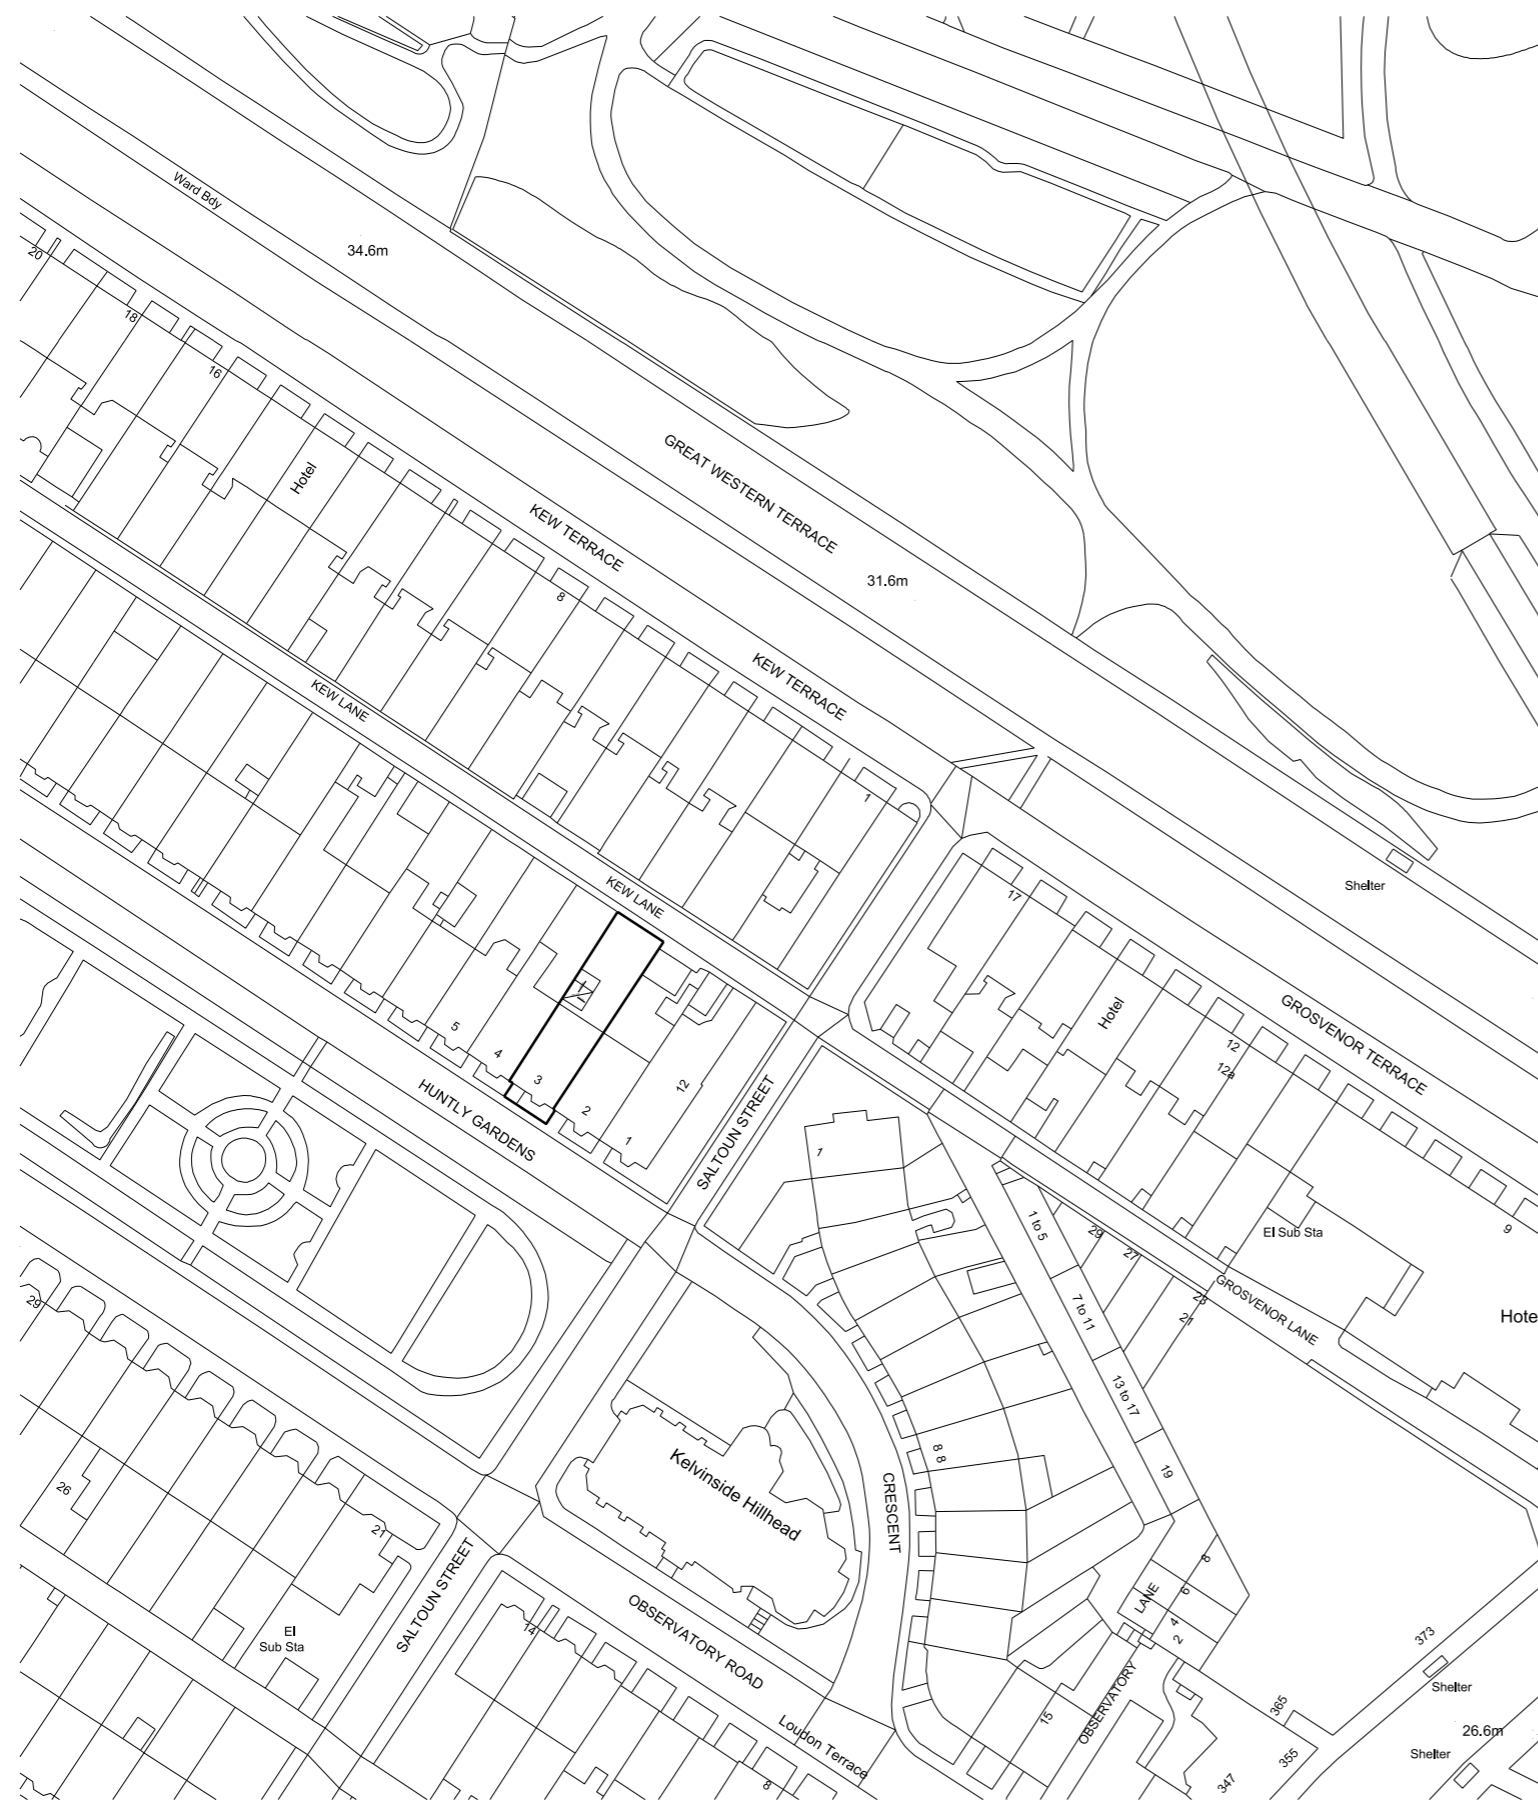 Ward Bdy
34.6m
20
18
16
Hotel
GREAT WESTERN TERRACE
KEW TERRACE
31.6m
8
KEW TERRACE
KEW LANE
1
KEW LANE
Shelter
17
Hotel
GROSVENOR TERRACE
12
12a
5
4
3
2
1
12
HUNTLY GARDENS
SALTOUN STREET
1
1 to 5
29
27
El Sub Sta
9
23
21
GROSVENOR LANE
7 to 11
Hote
29
13 to 17
26
21
8
8
19
Kelvinside Hillhead
CRESCENT
SALTOUN STREET
OBSERVATORY ROAD
El
Sub Sta
14
8
6
4
2
LANE
OBSERVATORY
373
Shelter
365
15
26.6m
Loudon Terrace
355
Shelter
347
8